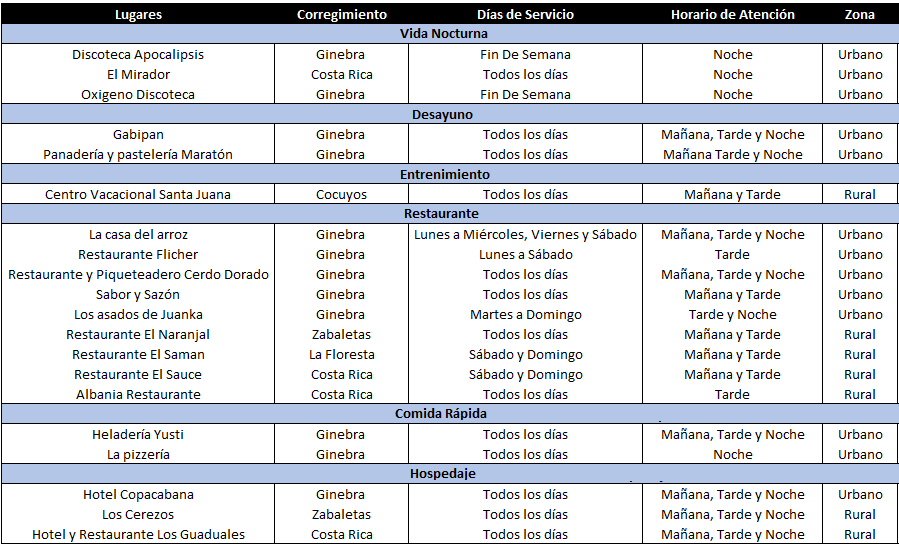 Lugares Corregimiento Días de Servicio Horario de Atención Zona
Vida Nocturna
Discoteca Apocalipsis Ginebra Fin De Semana Noche Urbano
El Mirador Costa Rica Todos los días Noche Urbano
Oxigeno Discoteca Ginebra Fin De Semana Noche Urbano
Desayuno
Gabipan Ginebra Todos los días Mañana, Tarde y Noche Urbano
Panadería y pastelería Maratón Ginebra Todos los días Mañana Tarde y Noche Urbano
Entrenimiento
Centro Vacacional Santa Juana Cocuyos Todos los días Mañana y Tarde Rural
Restaurante
La casa del arroz Ginebra Lunes a Miércoles, Viernes y Sábado Mañana, Tarde y Noche Urbano
Restaurante Flicher Ginebra Lunes a Sábado Tarde Urbano
Restaurante y Piqueteadero Cerdo Dorado Ginebra Todos los días Mañana, Tarde y Noche Urbano
Sabor y Sazón Ginebra Todos los días Mañana y Tarde Urbano
Los asados de Juanka Ginebra Martes a Domingo Tarde y Noche Urbano
Restaurante El Naranjal Zabaletas Todos los días Mañana y Tarde Rural
Restaurante El Saman La Floresta Sábado y Domingo Mañana y Tarde Rural
Restaurante El Sauce Costa Rica Sábado y Domingo Mañana y Tarde Rural
Albania Restaurante Costa Rica Todos los días Tarde Rural
Comida Rápida
Heladería Yusti Ginebra Todos los días Mañana, Tarde y Noche Urbano
La pizzería Ginebra Todos los días Noche Urbano
Hospedaje
Hotel Copacabana Ginebra Todos los días Mañana, Tarde y Noche Urbano
Los Cerezos Zabaletas Todos los días Mañana, Tarde y Noche Rural
Hotel y Restaurante Los Guaduales Costa Rica Todos los días Mañana, Tarde y Noche Rural